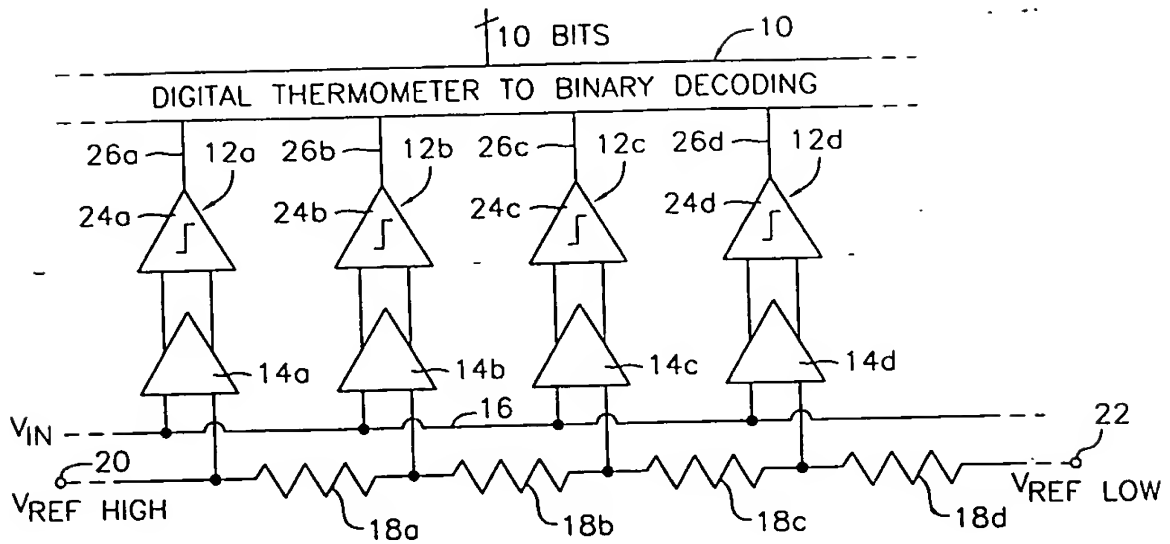 10 BITS
10
DIGITAL THERMOMETER TO BINARY DECODING
26a 12a 26b 12b 26c 12c 26d 12d
24a 24b 24c 24d
14a 14b 14c 14d
16
VIN
20 22
VREF HIGH VREF LOW
18a 18b 18c 18d